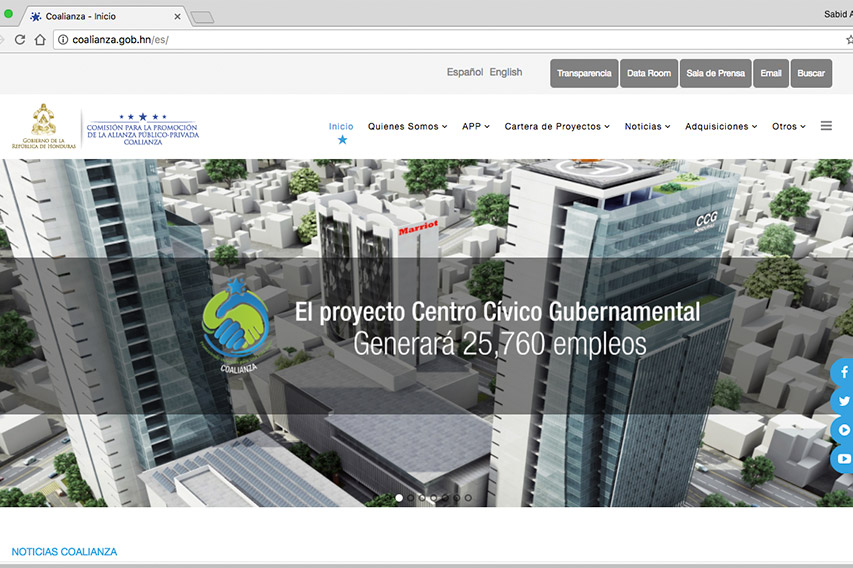 Coalianza - Inicio
Sabid A
coalianza.gob.hn/es/
Español English
Transparencia Data Room Sala de Prensa Email Buscar
GOBIERNO DE LA
REPÚBLICA DE HONDURAS
COMISIÓN PARA LA PROMOCIÓN
DE LA ALIANZA PÚBLICO-PRIVADA
COALIANZA
Inicio Quienes Somos APP Cartera de Proyectos Noticias Adquisiciones Otros
Marriot
CCG
HONDURAS
El proyecto Centro Cívico Gubernamental
Generará 25,760 empleos
COALIANZA
NOTICIAS COALIANZA